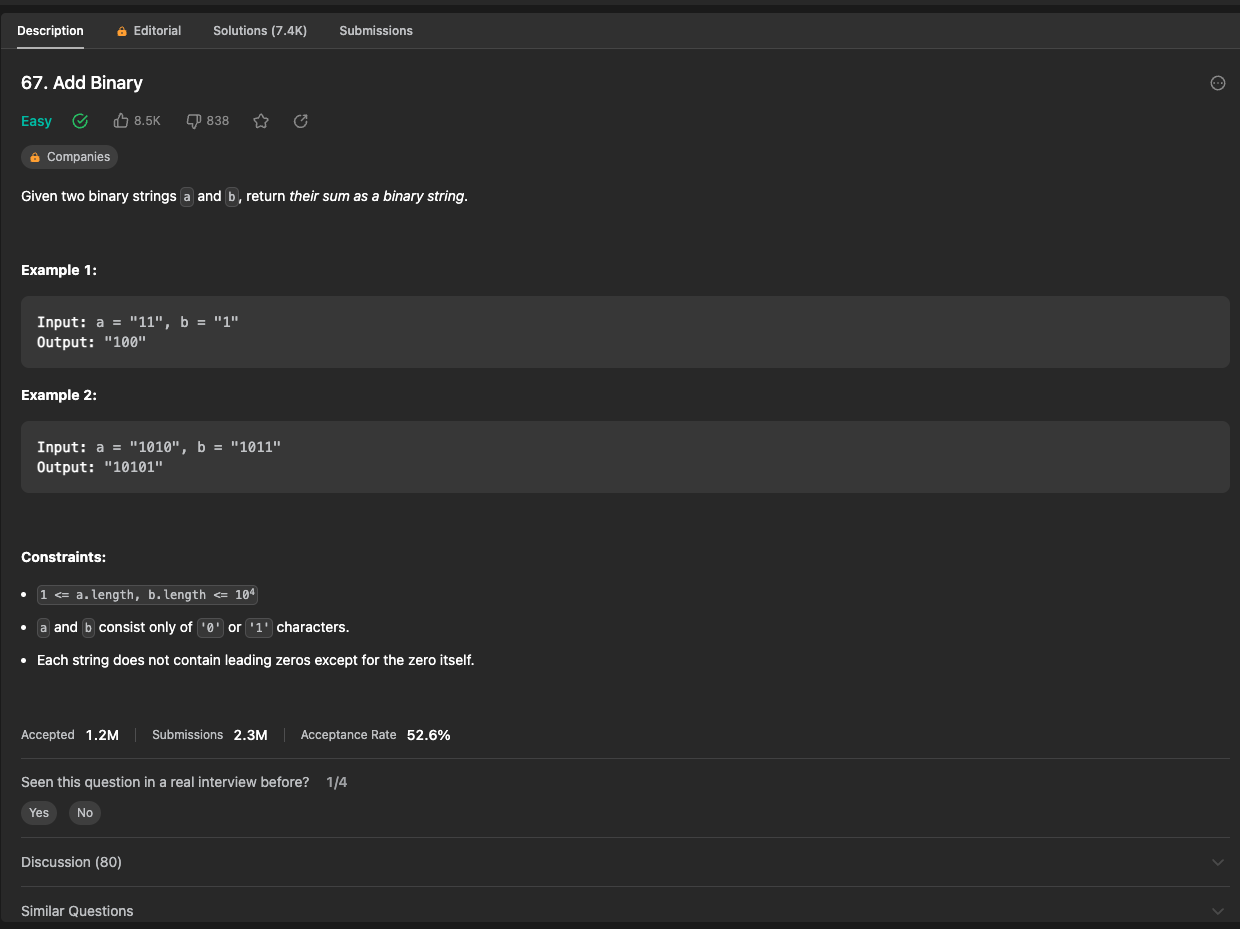 Description Editorial Solutions (7.4K) Submissions
67. Add Binary
Easy 8.5K 838
Companies
Given two binary strings a and b, return their sum as a binary string.
Example 1:
Input: a = "11", b = "1"
Output: "100"
Example 2:
Input: a = "1010", b = "1011"
Output: "10101"
Constraints:
• 1 <= a.length, b.length <= 10⁴
• a and b consist only of '0' or '1' characters.
• Each string does not contain leading zeros except for the zero itself.
Accepted 1.2M Submissions 2.3M Acceptance Rate 52.6%
Seen this question in a real interview before? 1/4
Yes No
Discussion (80)
Similar Questions